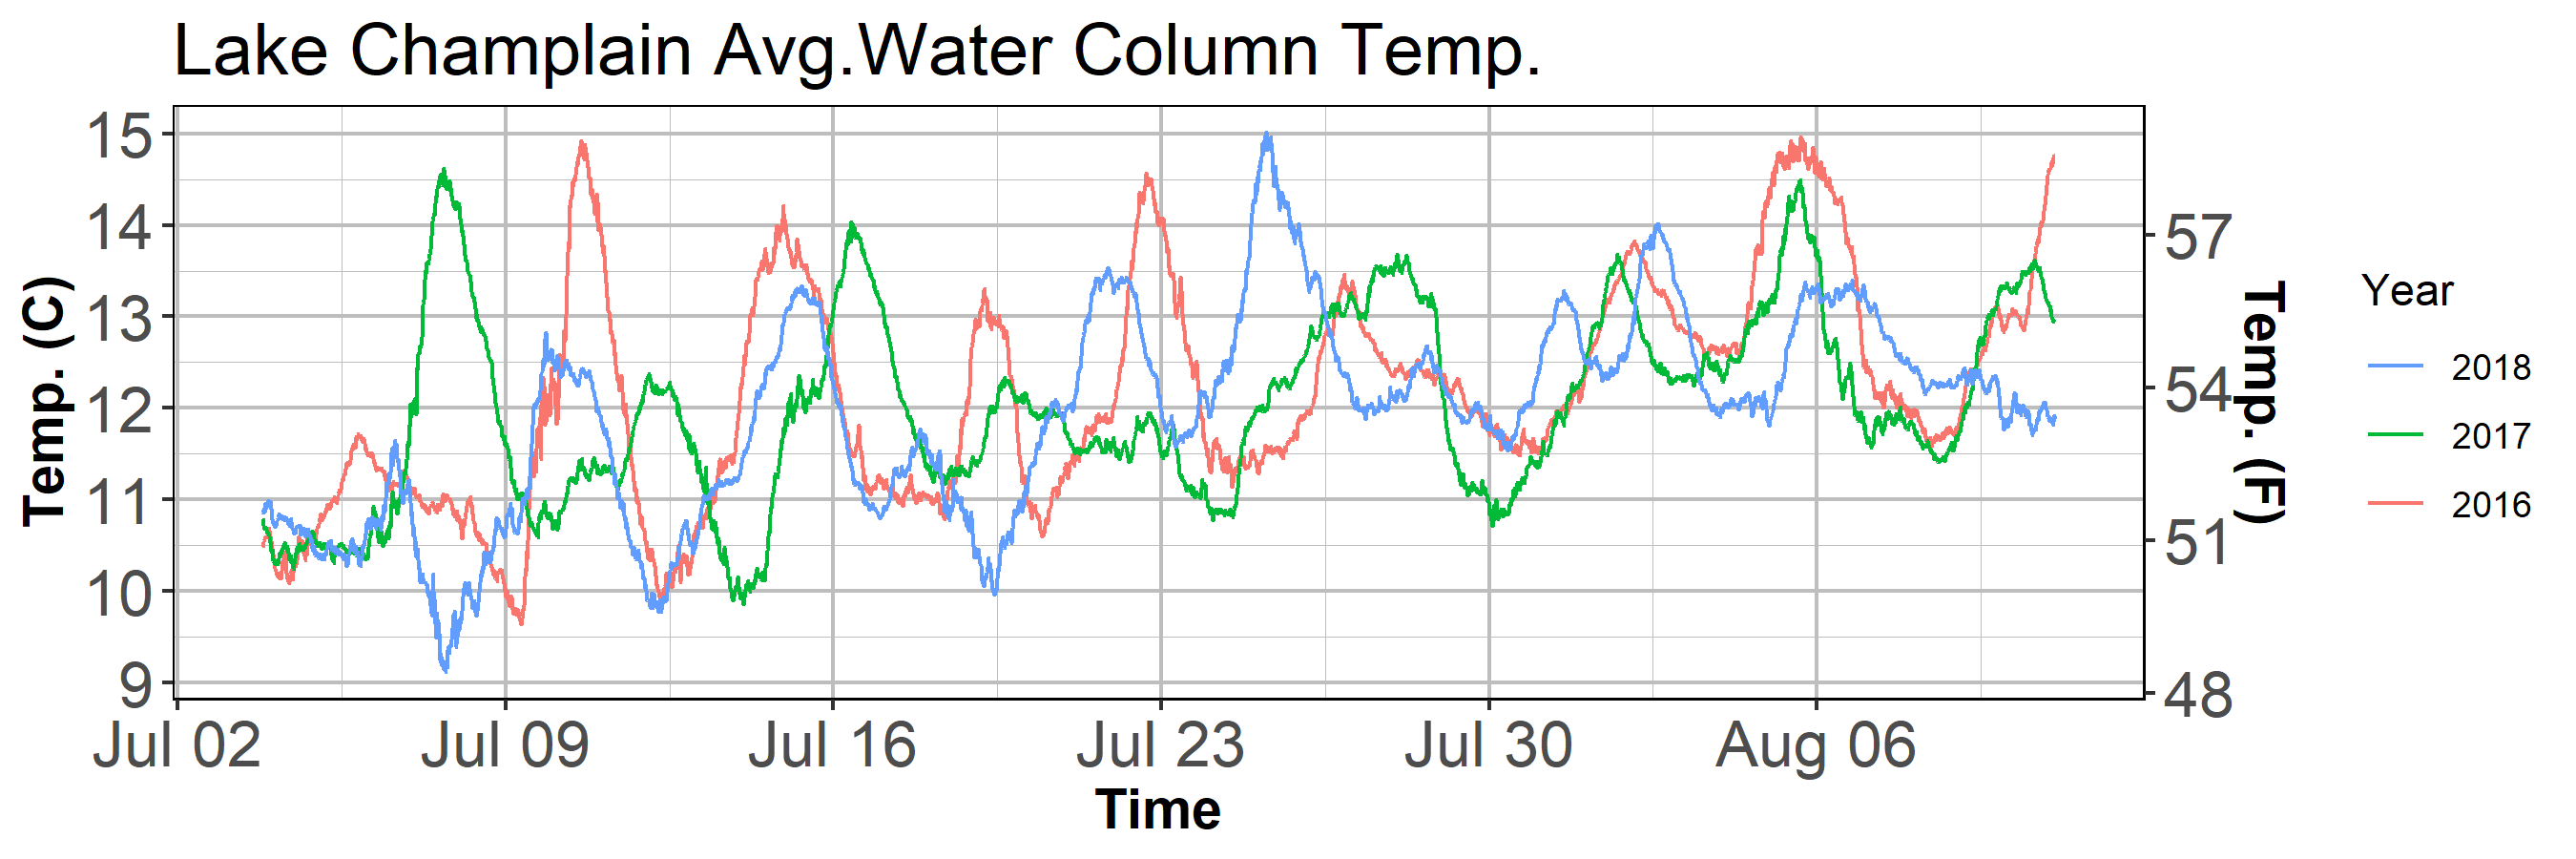 Lake Champlain Avg.Water Column Temp.
Temp. (C)
15
14
13
12
11
10
9
57
54
51
48
Temp. (F)
Jul 02
Jul 09
Jul 16
Jul 23
Jul 30
Aug 06
Time
Year
2018
2017
2016